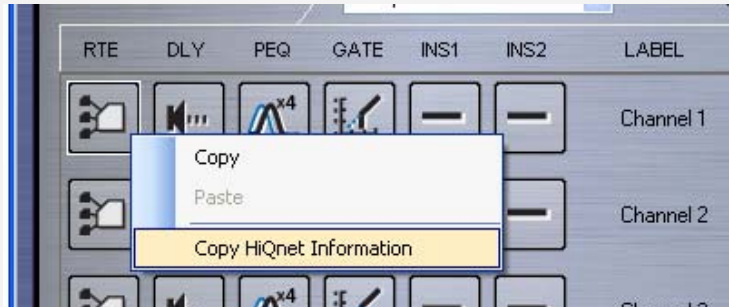 RTE DLY PEQ GATE INS1 INS2 LABEL
x4
Channel 1
Copy
Paste
Channel 2
Copy HiQnet Information
x4